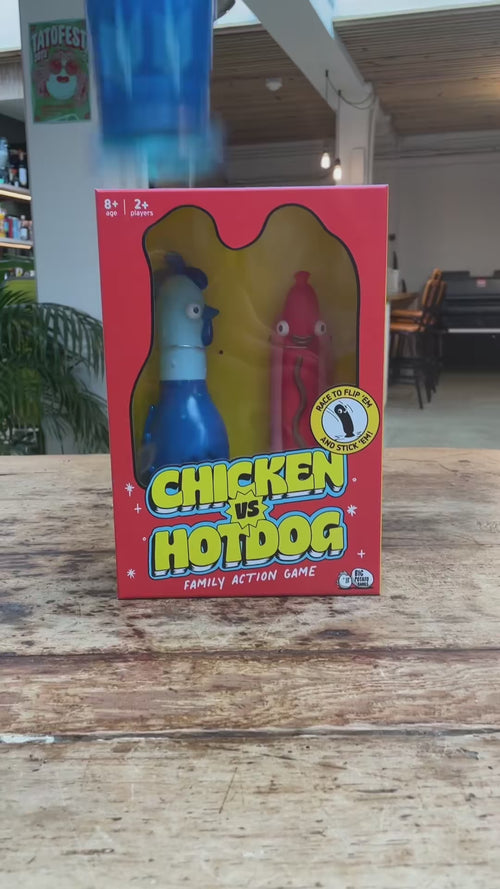 TATOFEST
8+
age
2+
players
RACE TO FLIP 'EM
AND STICK 'EM!
CHICKEN
VS
HOTDOG
FAMILY ACTION GAME
BIG
POTATO
GAMES